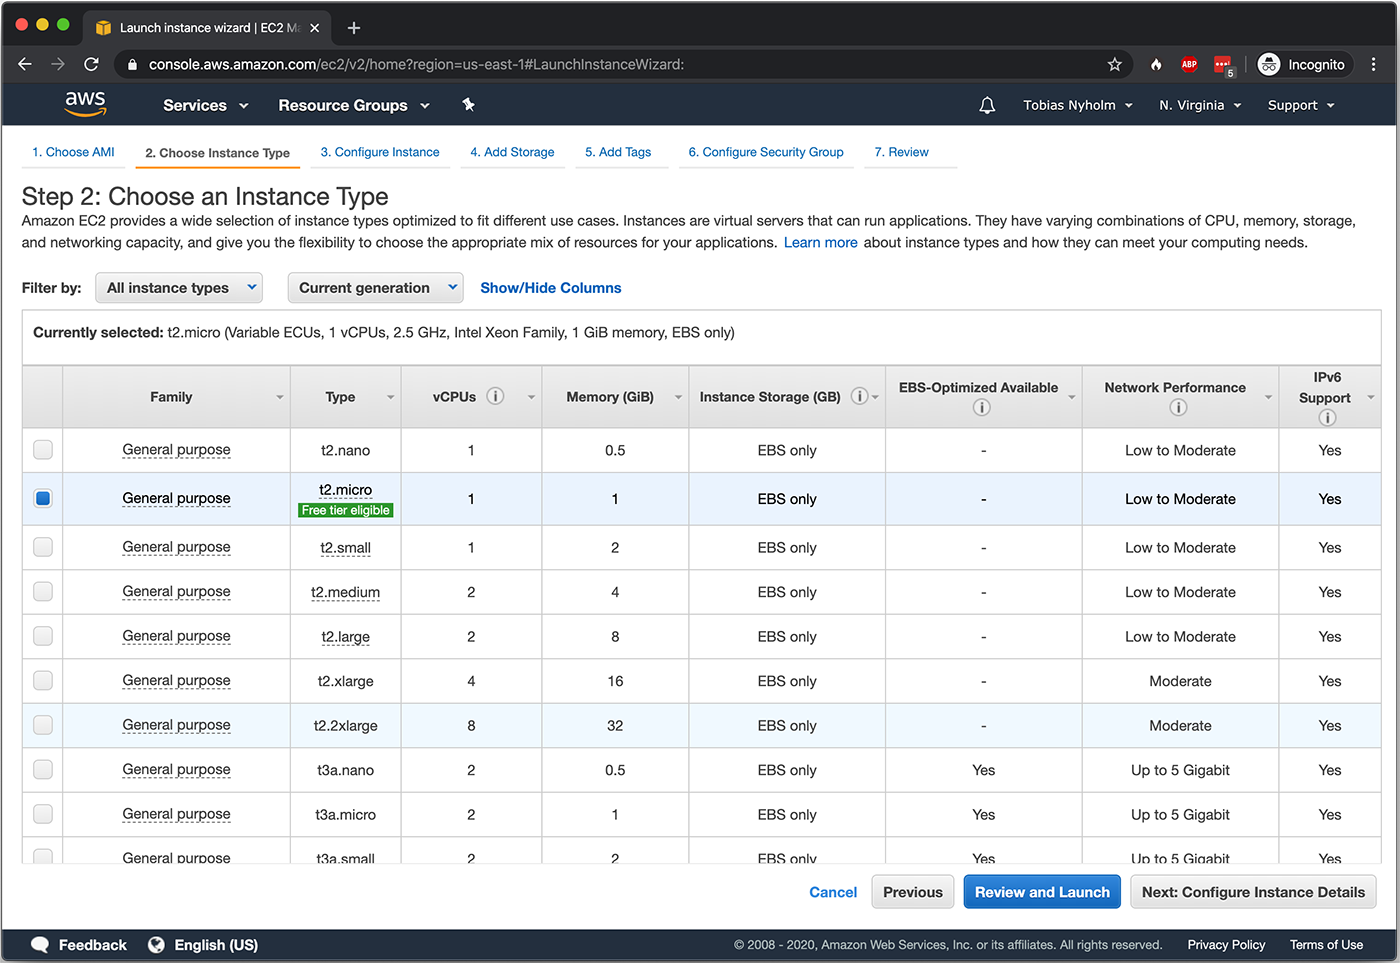 Launch instance wizard | EC2 Ma
console.aws.amazon.com/ec2/v2/home?region=us-east-1#LaunchInstanceWizard:
ABP
5
Incognito
aws
Services
Resource Groups
Tobias Nyholm
N. Virginia
Support
1. Choose AMI
2. Choose Instance Type
3. Configure Instance
4. Add Storage
5. Add Tags
6. Configure Security Group
7. Review
Step 2: Choose an Instance Type
Amazon EC2 provides a wide selection of instance types optimized to fit different use cases. Instances are virtual servers that can run applications. They have varying combinations of CPU, memory, storage,
and networking capacity, and give you the flexibility to choose the appropriate mix of resources for your applications. Learn more about instance types and how they can meet your computing needs.
Filter by: All instance types Current generation Show/Hide Columns
Currently selected: t2.micro (Variable ECUs, 1 vCPUs, 2.5 GHz, Intel Xeon Family, 1 GiB memory, EBS only)
Family Type vCPUs i Memory (GiB) Instance Storage (GB) i EBS-Optimized Available i Network Performance i IPv6 Support i
General purpose t2.nano 1 0.5 EBS only - Low to Moderate Yes
General purpose t2.micro Free tier eligible 1 1 EBS only - Low to Moderate Yes
General purpose t2.small 1 2 EBS only - Low to Moderate Yes
General purpose t2.medium 2 4 EBS only - Low to Moderate Yes
General purpose t2.large 2 8 EBS only - Low to Moderate Yes
General purpose t2.xlarge 4 16 EBS only - Moderate Yes
General purpose t2.2xlarge 8 32 EBS only - Moderate Yes
General purpose t3a.nano 2 0.5 EBS only Yes Up to 5 Gigabit Yes
General purpose t3a.micro 2 1 EBS only Yes Up to 5 Gigabit Yes
General purpose t3a.small 2 2 EBS only Yes Up to 5 Gigabit Yes
Cancel Previous Review and Launch Next: Configure Instance Details
Feedback English (US) © 2008 - 2020, Amazon Web Services, Inc. or its affiliates. All rights reserved. Privacy Policy Terms of Use